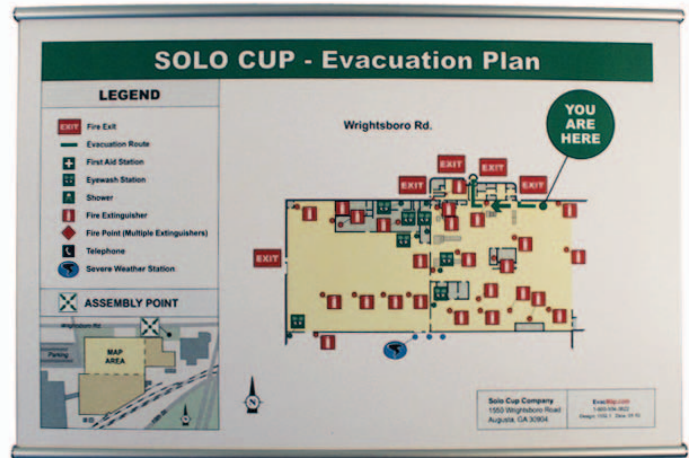 SOLO CUP - Evacuation Plan
LEGEND
EXIT Fire Exit
Evacuation Route
First Aid Station
Eyewash Station
Shower
Fire Extinguisher
Fire Point (Multiple Extinguishers)
Telephone
Severe Weather Station
ASSEMBLY POINT
Wrightsboro Rd
Parking
MAP
AREA
Wrightsboro Rd.
YOU
ARE
HERE
EXIT
EXIT
EXIT
EXIT
EXIT
Solo Cup Company
1550 Wrightsboro Road
Augusta, GA 30904